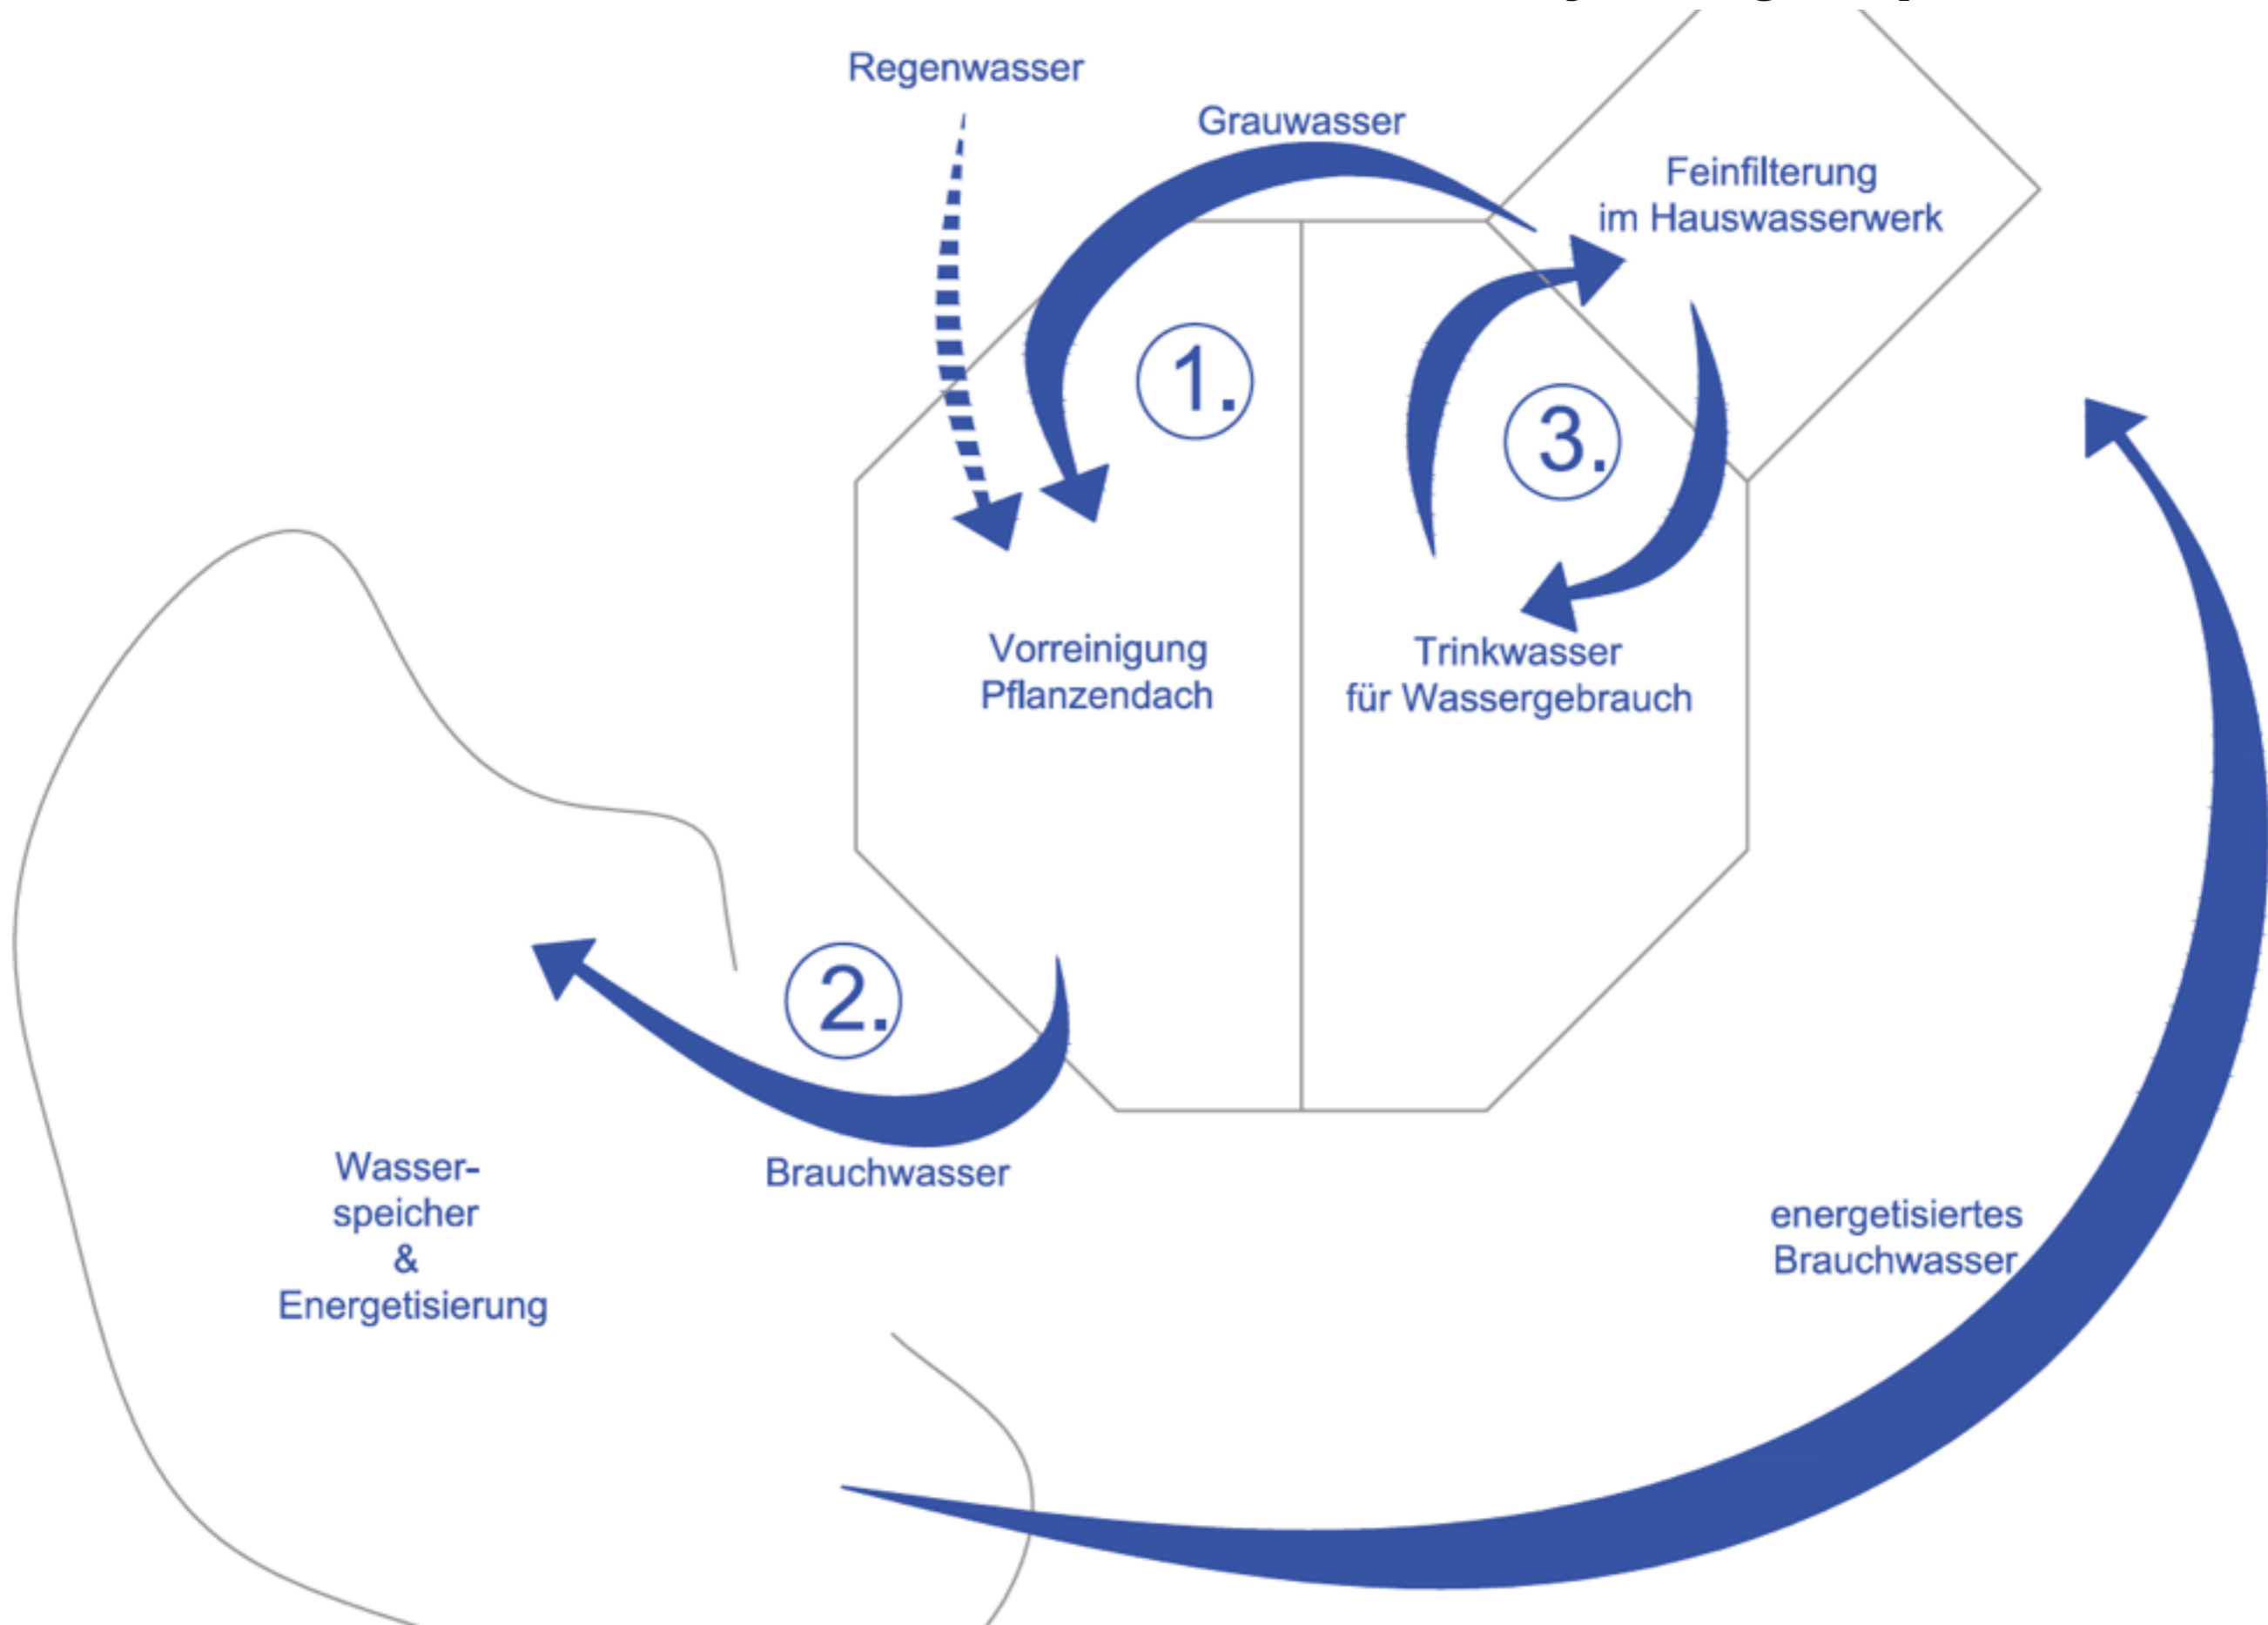 Regenwasser
Grauwasser
Feinfilterung
im Hauswasserwerk
1.
3.
Vorreinigung
Pflanzendach
Trinkwasser
für Wassergebrauch
2.
Wasser-
speicher
&
Energetisierung
Brauchwasser
energetisiertes
Brauchwasser